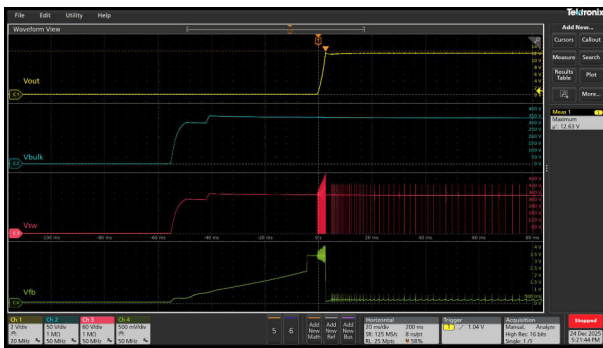 File Edit Utility Help
Tektronix
Waveform View
Add New...
Cursors Callout
Measure Search
Results Table Plot
More...
Meas 1
Maximum
12.63 V
Vout
Vbulk
Vsw
Vfb
-80 ms -60 ms -40 ms -20 ms 0 s 20 ms 40 ms 60 ms 80 ms
Ch 1
2 V/div
20 MHz
Ch 2
50 V/div
1 MΩ
50 MHz
Ch 3
60 V/div
1 MΩ
50 MHz
Ch 4
500 mV/div
50 MHz
5 6
Add New Math
Add New Ref
Add New Bus
Horizontal
20 ms/div 200 ms
SR: 125 MS/s 8 ns/pt
RL: 25 Mpts 58%
Trigger
1 1.04 V
Acquisition
Manual, Analyze
High Res: 16 bits
Single: 1 /1
Stopped
24 Dec 2025
5:21:44 PM